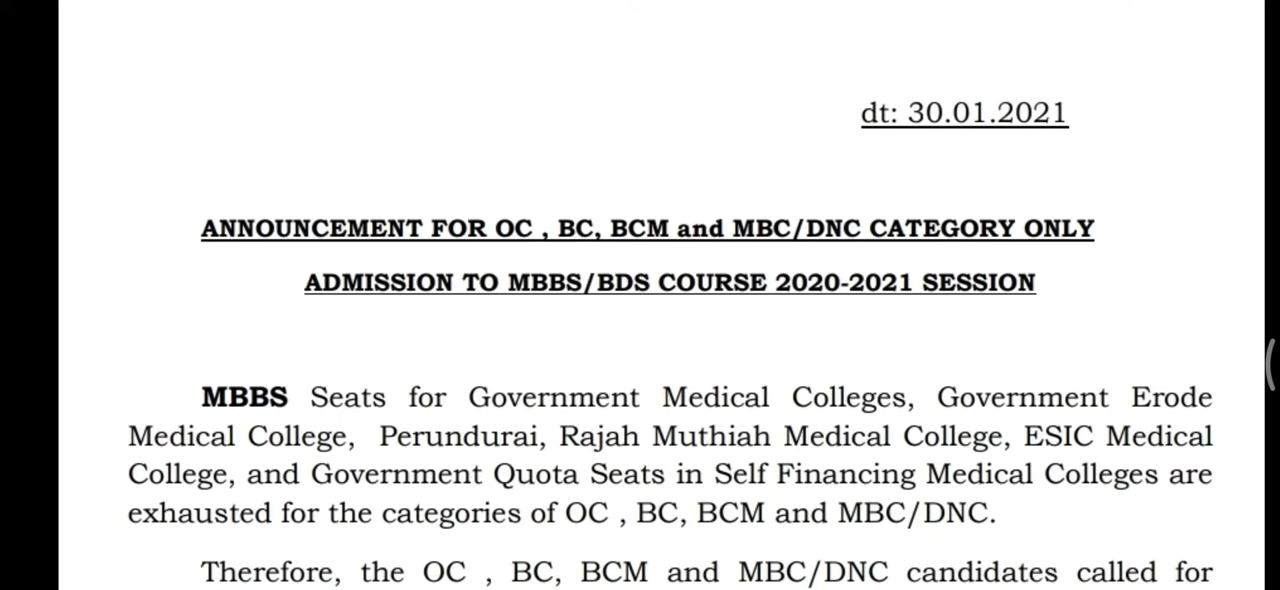 dt: 30.01.2021
ANNOUNCEMENT FOR OC , BC, BCM and MBC/DNC CATEGORY ONLY
ADMISSION TO MBBS/BDS COURSE 2020-2021 SESSION
MBBS Seats for Government Medical Colleges, Government Erode
Medical College, Perundurai, Rajah Muthiah Medical College, ESIC Medical
College, and Government Quota Seats in Self Financing Medical Colleges are
exhausted for the categories of OC , BC, BCM and MBC/DNC.
Therefore, the OC , BC, BCM and MBC/DNC candidates called for